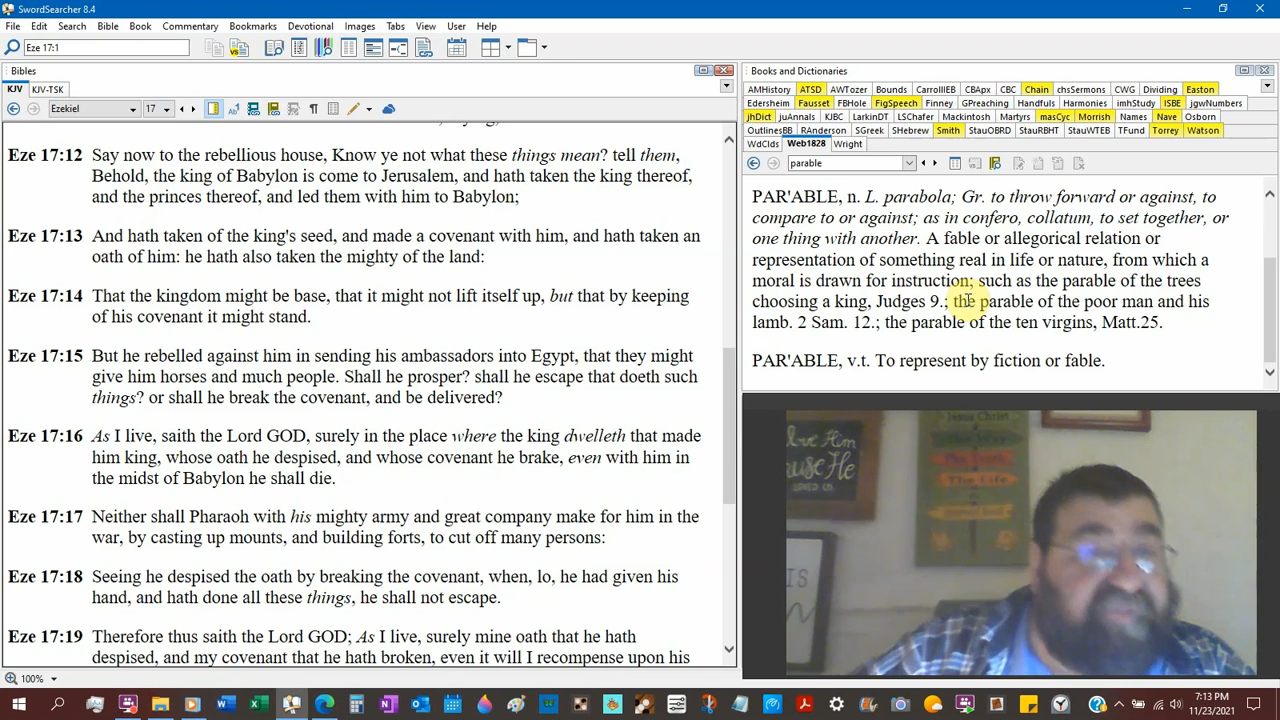 SwordSearcher 8.4
File Edit Search Bible Book Commentary Bookmarks Devotional Images Tabs View User Help
Eze 17:1
Bibles
KJV KJV-TSK
Ezekiel 17
Eze 17:12 Say now to the rebellious house, Know ye not what these things mean? tell them,
Behold, the king of Babylon is come to Jerusalem, and hath taken the king thereof,
and the princes thereof, and led them with him to Babylon;
Eze 17:13 And hath taken of the king's seed, and made a covenant with him, and hath taken an
oath of him: he hath also taken the mighty of the land:
Eze 17:14 That the kingdom might be base, that it might not lift itself up, but that by keeping
of his covenant it might stand.
Eze 17:15 But he rebelled against him in sending his ambassadors into Egypt, that they might
give him horses and much people. Shall he prosper? shall he escape that doeth such
things? or shall he break the covenant, and be delivered?
Eze 17:16 As I live, saith the Lord GOD, surely in the place where the king dwelleth that made
him king, whose oath he despised, and whose covenant he brake, even with him in
the midst of Babylon he shall die.
Eze 17:17 Neither shall Pharaoh with his mighty army and great company make for him in the
war, by casting up mounts, and building forts, to cut off many persons:
Eze 17:18 Seeing he despised the oath by breaking the covenant, when, lo, he had given his
hand, and hath done all these things, he shall not escape.
Eze 17:19 Therefore thus saith the Lord GOD; As I live, surely mine oath that he hath
despised, and my covenant that he hath broken, even it will I recompense upon his
100%
Books and Dictionaries
AMHistory ATSD AWTozer Bounds CarrollEB CBApx CBC Chain chsSermons CWG Dividing Easton
Edersheim Fausset FBHole FigSpeech Finney GPreaching Handfuls Harmonies imhStudy ISBE jgwNumbers
jhDict juAnnals KJBC LarkinDT LSChafer Mackintosh Martyrs masCyc Morrish Names Nave Osborn
OutlinesBB RAnderson SGreek SHebrew Smith StauOBRD StauRBHT StauWTEB TFund Torrey Watson
WdClds Web1828 Wright
parable
PAR'ABLE, n. L. parabola; Gr. to throw forward or against, to
compare to or against; as in confero, collatum, to set together, or
one thing with another. A fable or allegorical relation or
representation of something real in life or nature, from which a
moral is drawn for instruction; such as the parable of the trees
choosing a king, Judges 9.; the parable of the poor man and his
lamb. 2 Sam. 12.; the parable of the ten virgins, Matt.25.
PAR'ABLE, v.t. To represent by fiction or fable.
Jesus Christ
The Way
The Truth
The Life
7:13 PM
11/23/2021